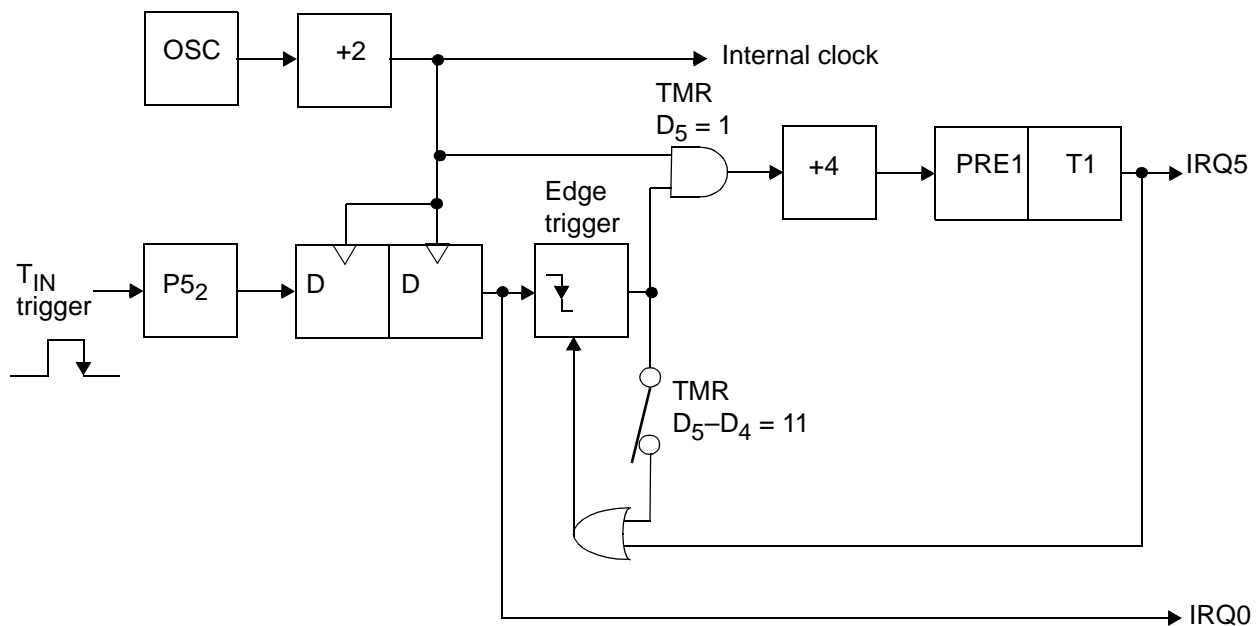 OSC
+2
Internal clock
TMR
D5 = 1
+4
PRE1
T1
IRQ5
Edge
trigger
TIN
trigger
P52
D
D
TMR
D5–D4 = 11
IRQ0